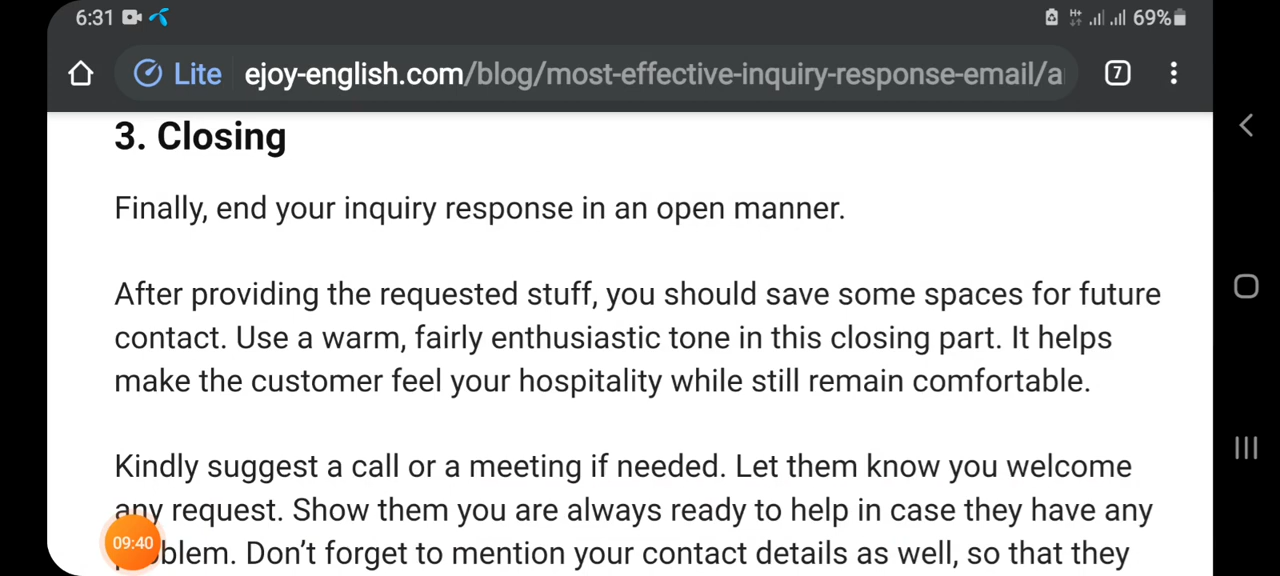 6:31
69%
Lite ejoy-english.com/blog/most-effective-inquiry-response-email/a
7
3. Closing
Finally, end your inquiry response in an open manner.
After providing the requested stuff, you should save some spaces for future
contact. Use a warm, fairly enthusiastic tone in this closing part. It helps
make the customer feel your hospitality while still remain comfortable.
Kindly suggest a call or a meeting if needed. Let them know you welcome
any request. Show them you are always ready to help in case they have any
09:40
Don't forget to mention your contact details as well, so that they